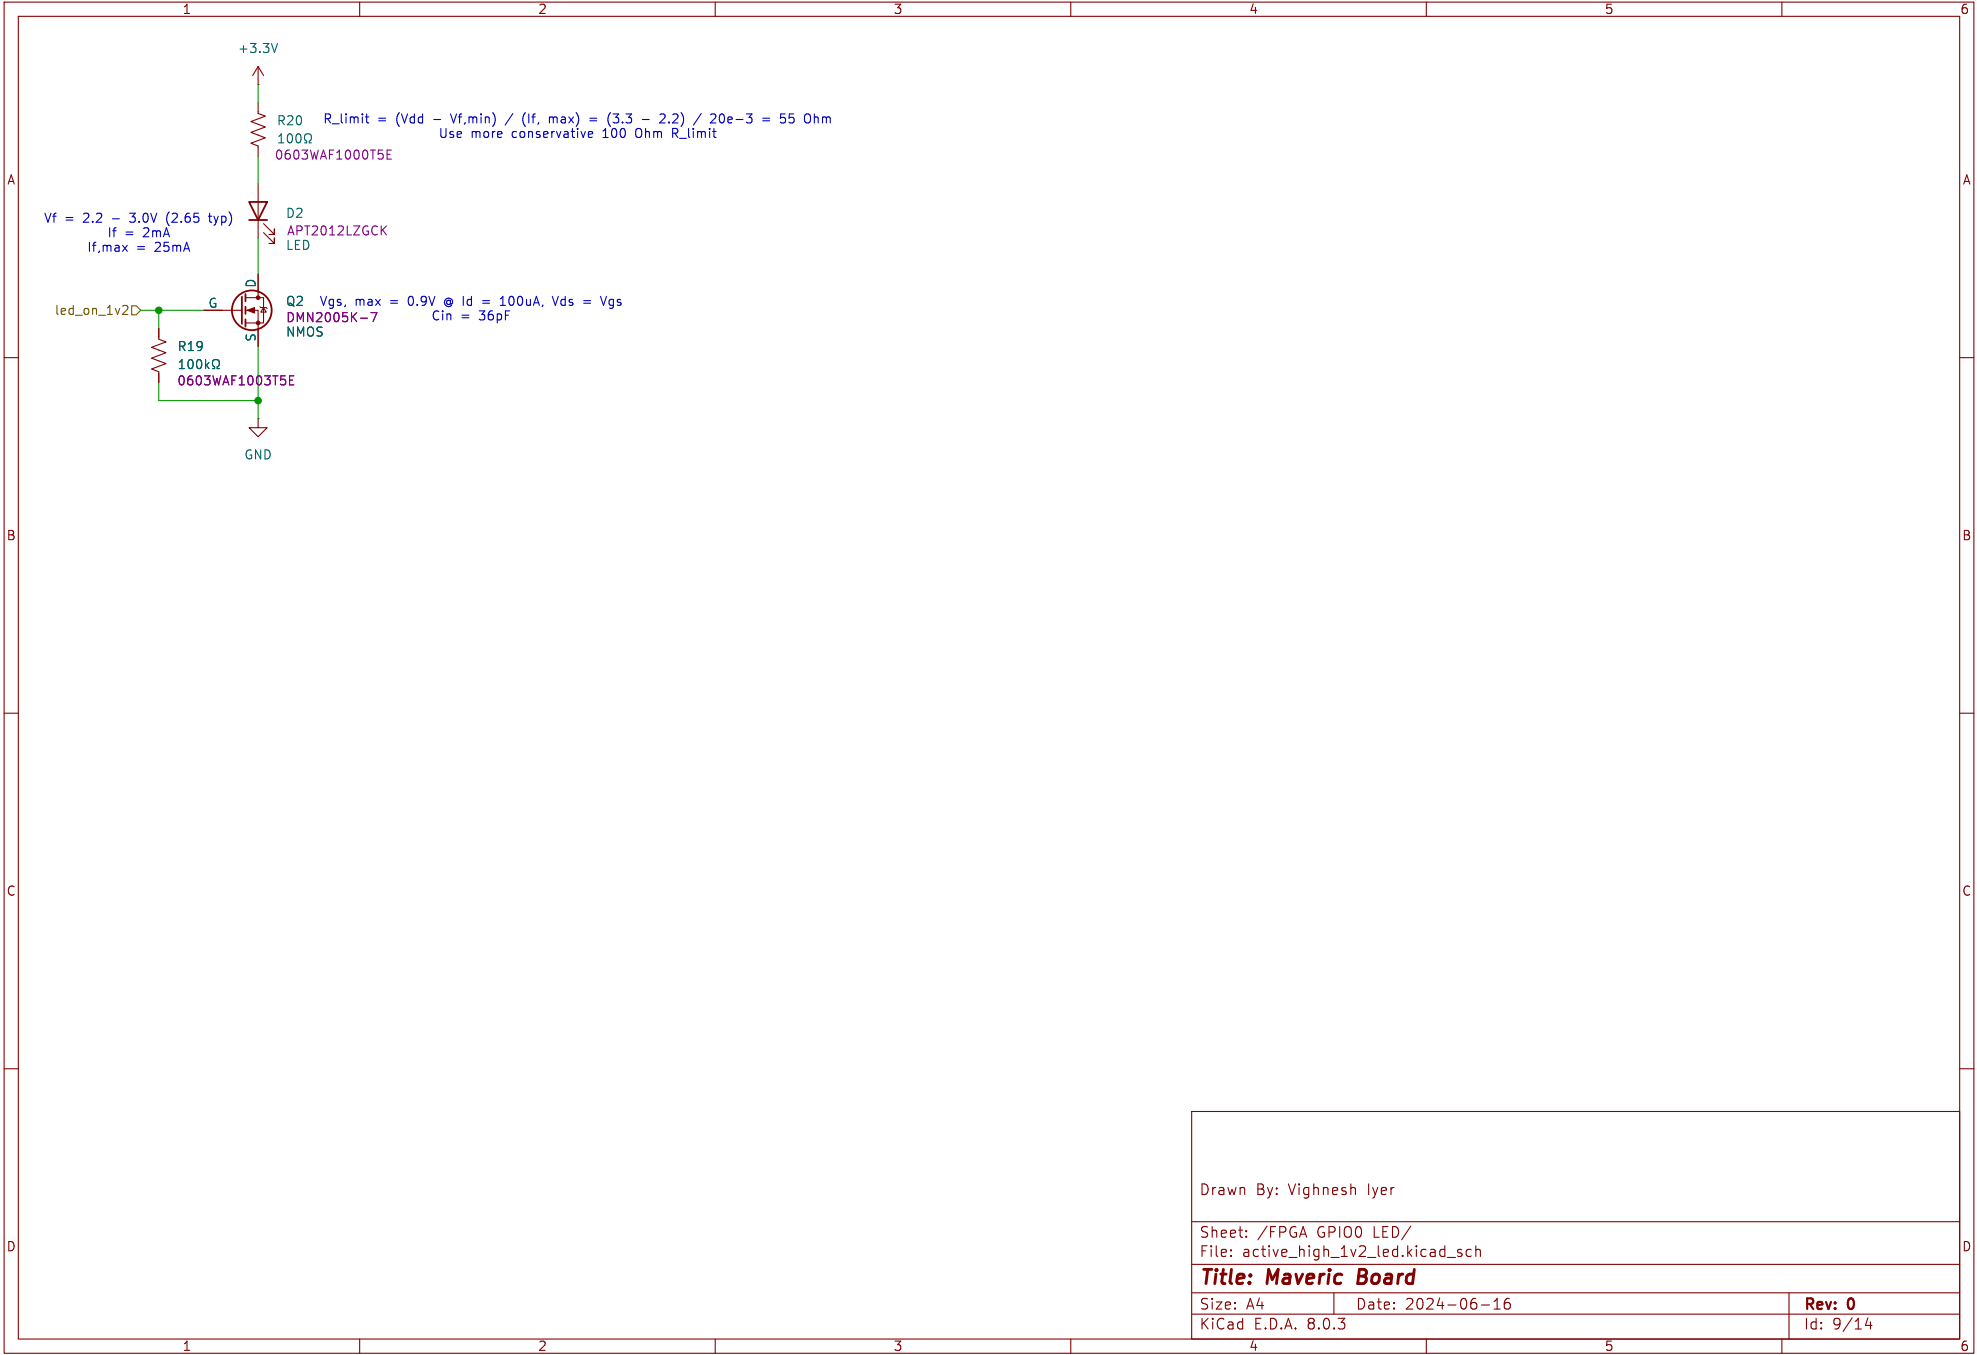 1 2 3 4 5 6
+3.3V
R20
100Ω
0603WAF1000T5E
R_limit = (Vdd - Vf,min) / (If, max) = (3.3 - 2.2) / 20e-3 = 55 Ohm
Use more conservative 100 Ohm R_limit
A A
Vf = 2.2 - 3.0V (2.65 typ)
If = 2mA
If,max = 25mA
D2
APT2012LZGCK
LED
D
led_on_1v2
G
S
Q2
DMN2005K-7
NMOS
Vgs, max = 0.9V @ Id = 100uA, Vds = Vgs
Cin = 36pF
R19
100kΩ
0603WAF1003T5E
GND
B B
C C
Drawn By: Vighnesh Iyer
Sheet: /FPGA GPIO0 LED/
File: active_high_1v2_led.kicad_sch
D D
Title: Maveric Board
Size: A4 Date: 2024-06-16 Rev: 0
KiCad E.D.A. 8.0.3 Id: 9/14
1 2 3 4 5 6